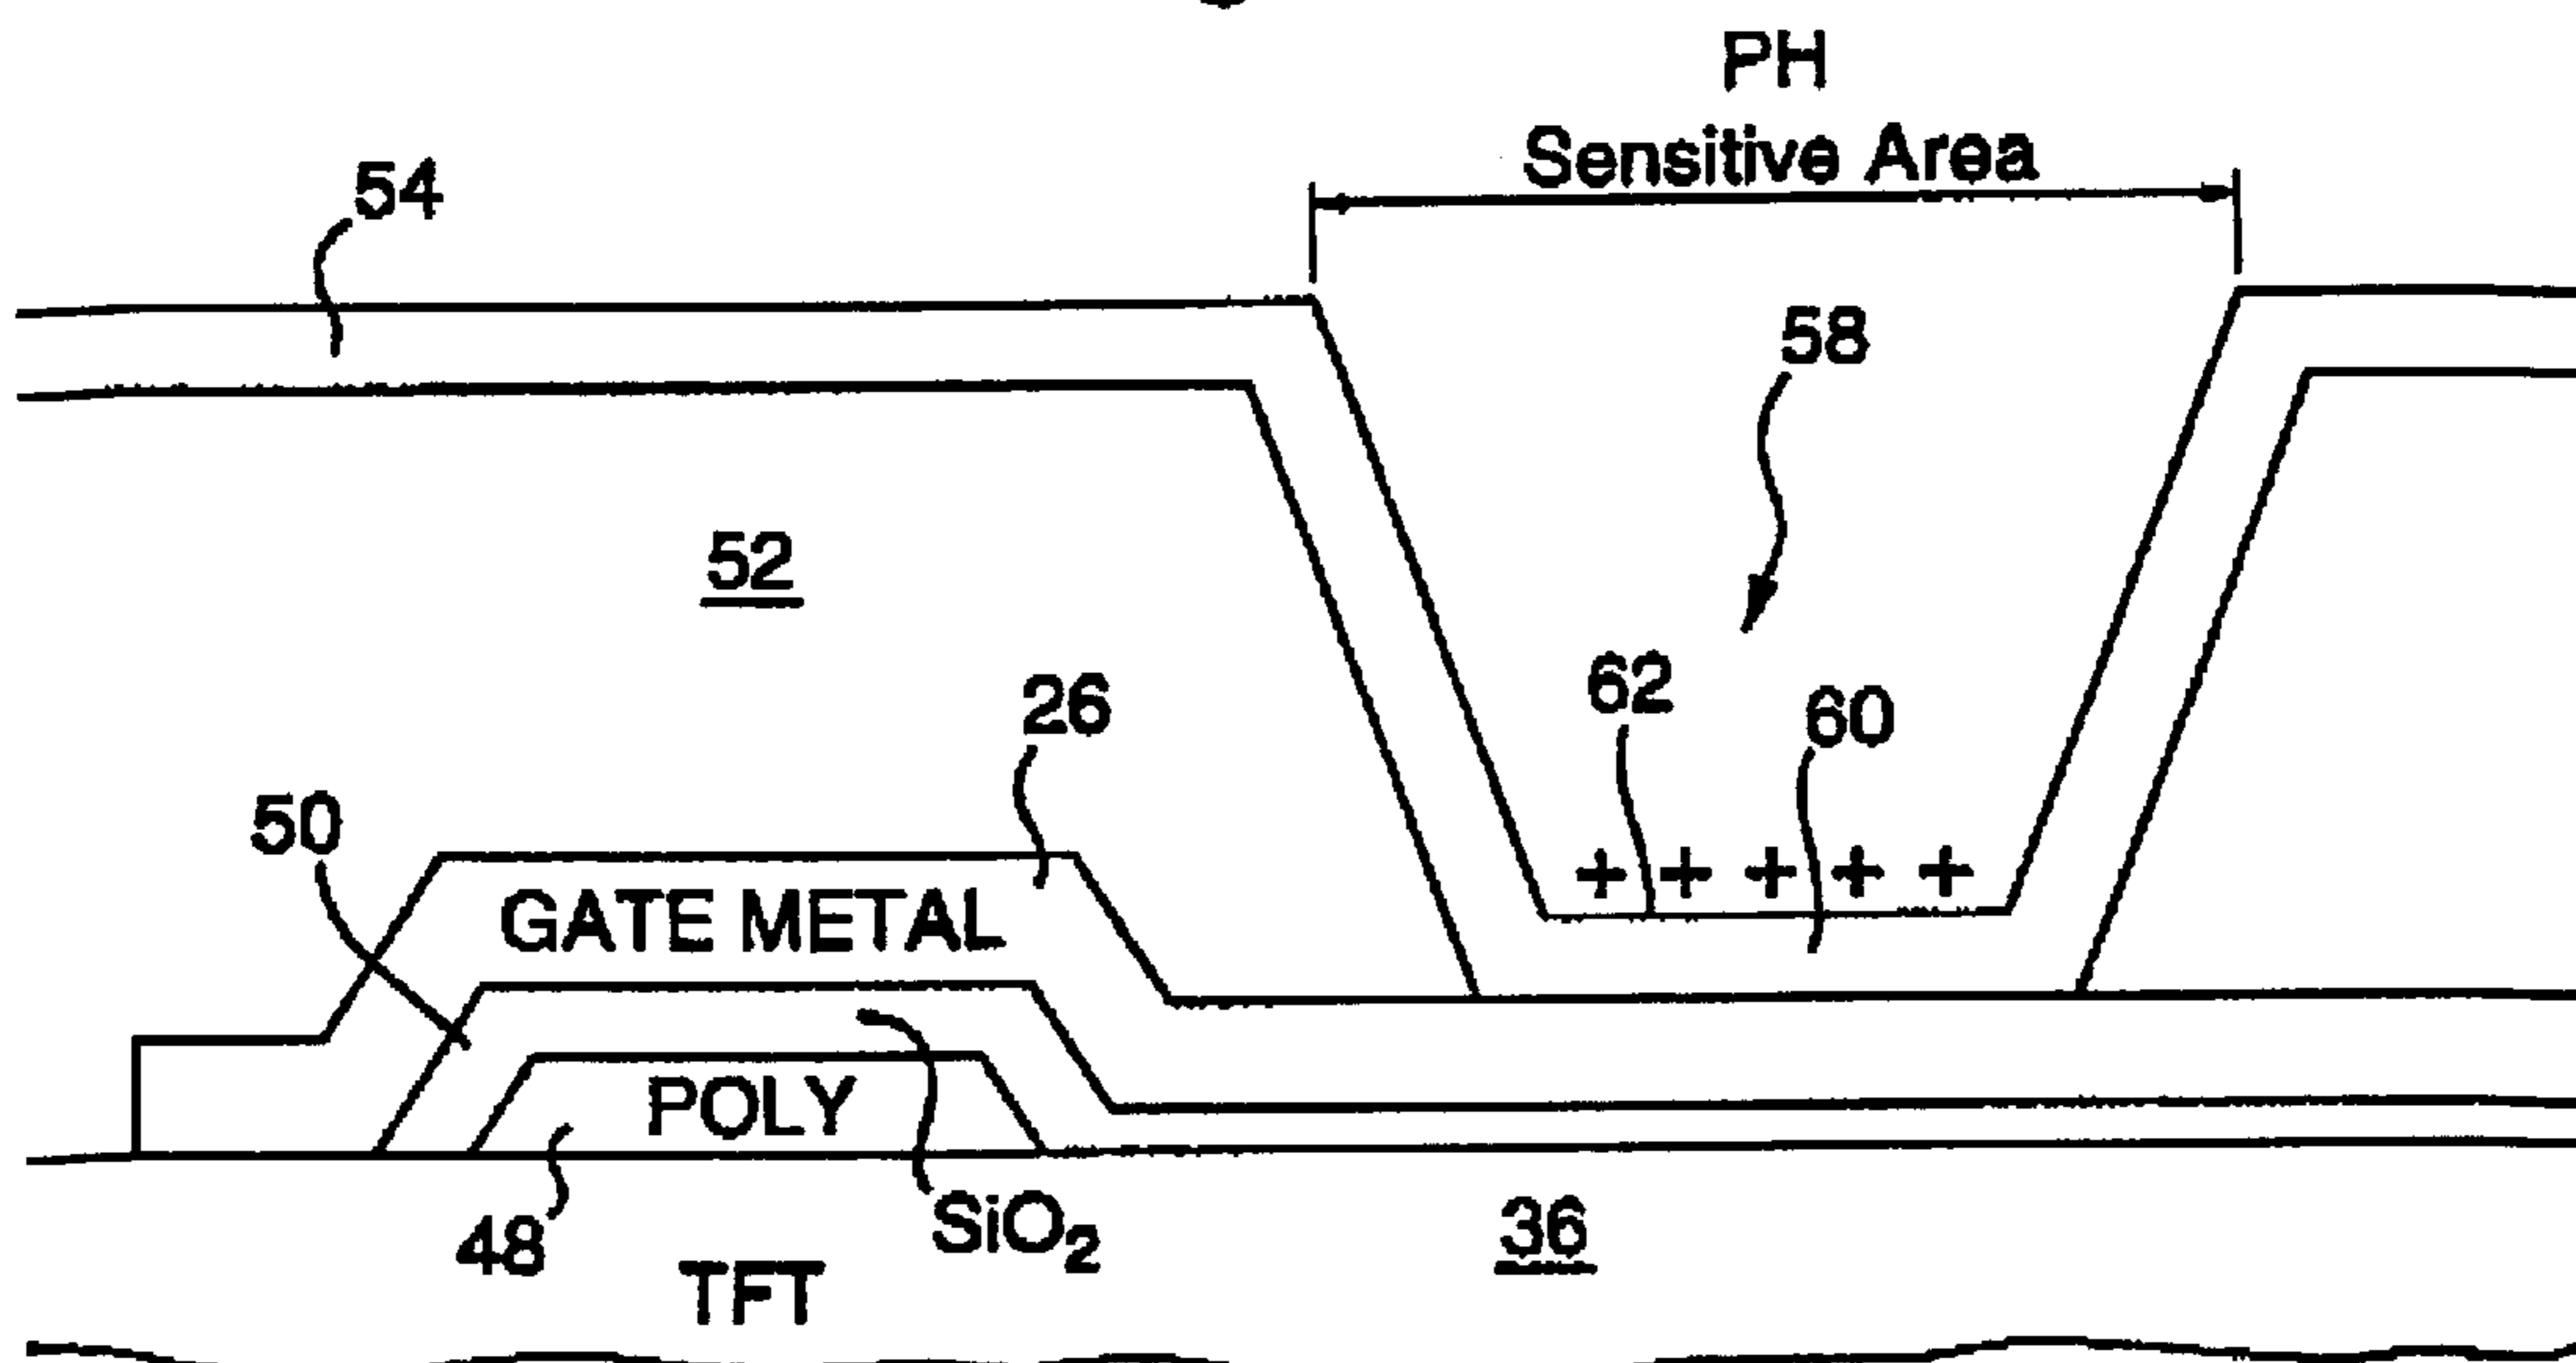 PH
Sensitive Area
54
58
52
26
62
60
50
GATE METAL
POLY
48
SiO₂
36
TFT